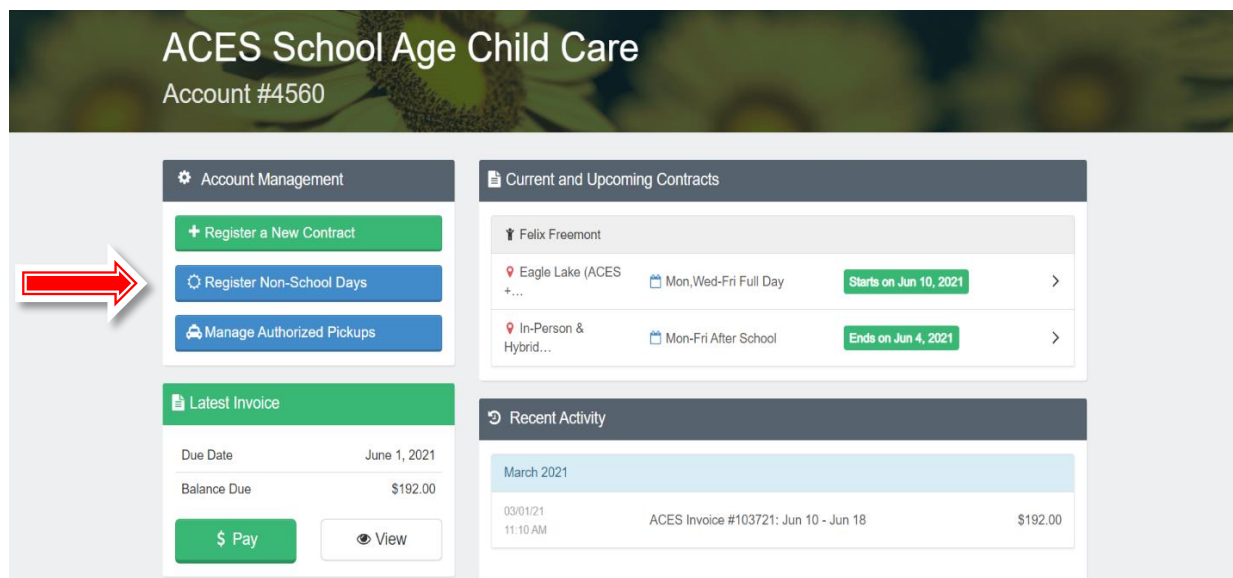 ACES School Age Child Care
Account #4560
Account Management
Register a New Contract
Register Non-School Days
Manage Authorized Pickups
Latest Invoice
Due Date June 1, 2021
Balance Due $192.00
$ Pay View
Current and Upcoming Contracts
Felix Freemont
Eagle Lake (ACES
+...
Mon,Wed-Fri Full Day
Starts on Jun 10, 2021
In-Person &
Hybrid...
Mon-Fri After School
Ends on Jun 4, 2021
Recent Activity
March 2021
03/01/21
11:10 AM
ACES Invoice #103721: Jun 10 - Jun 18 $192.00